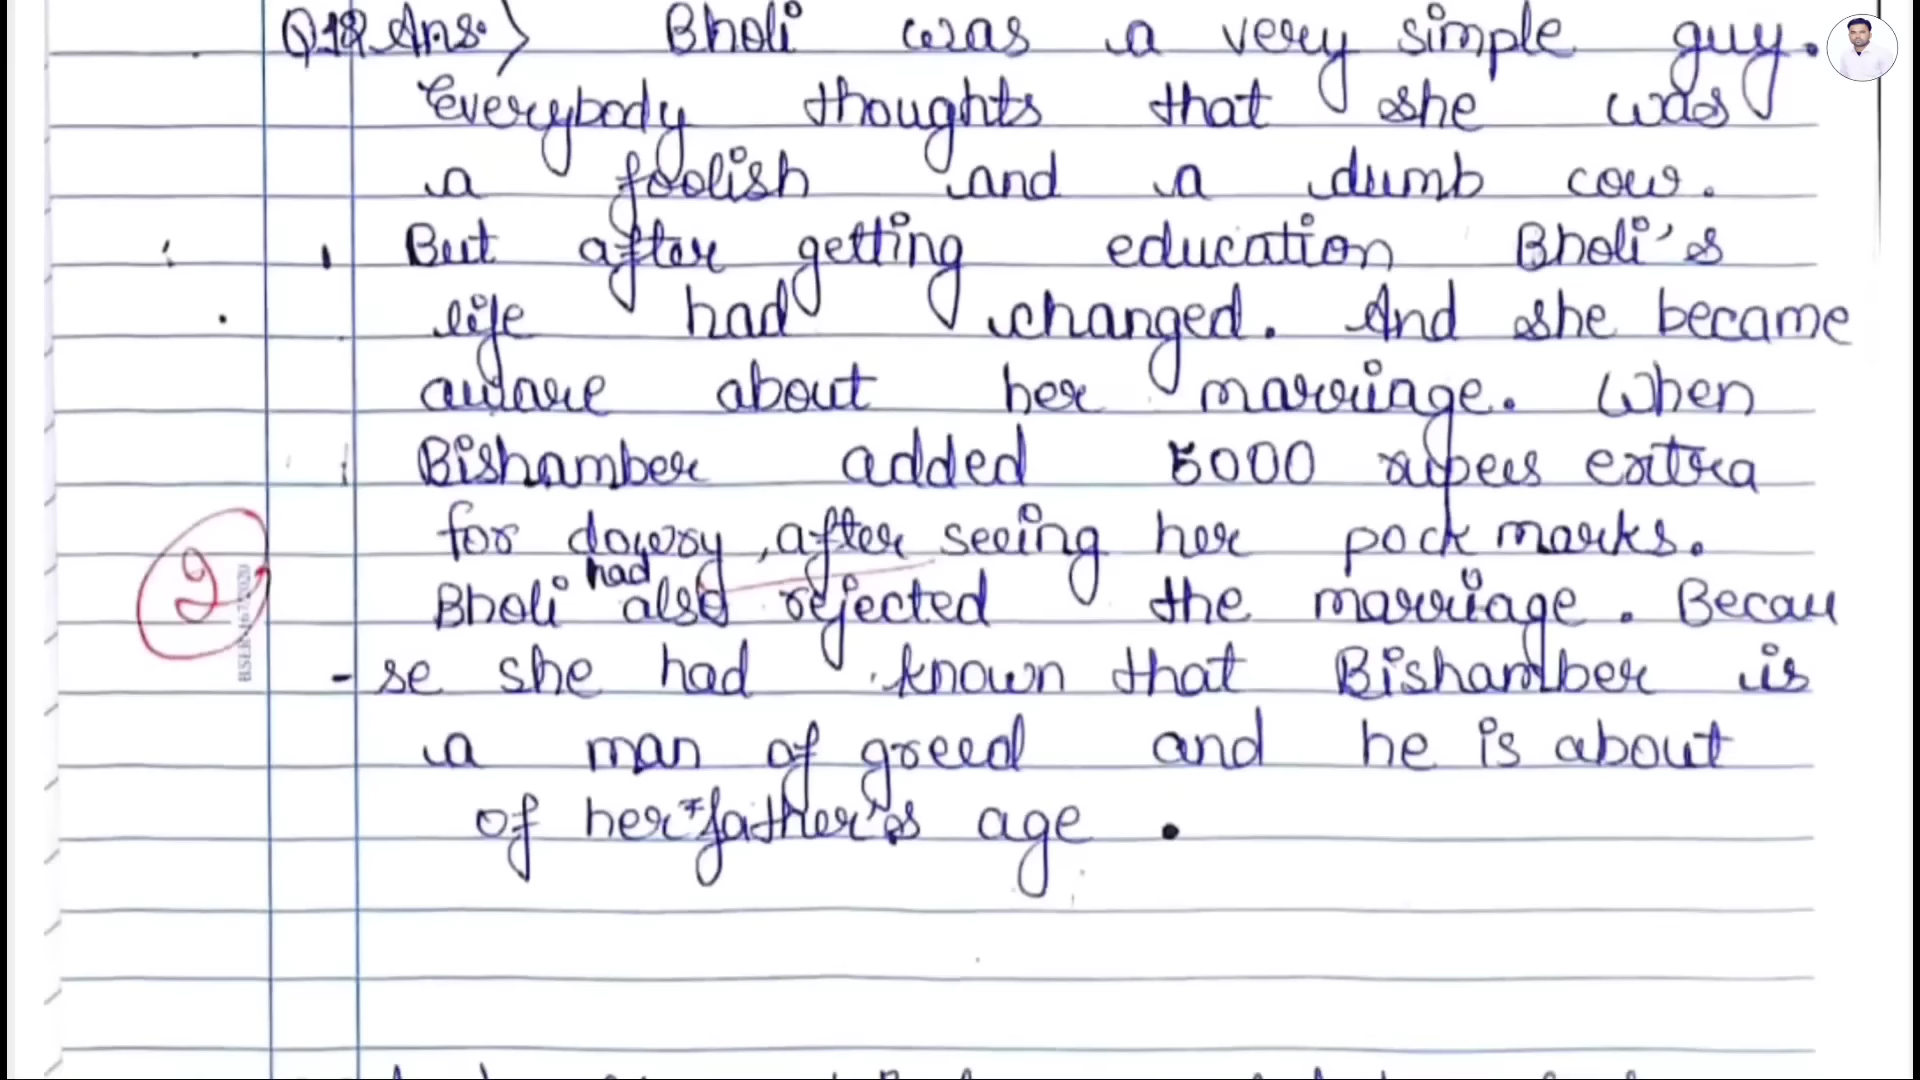 Q12 Ans.) Bholi was a very simple guy.
Everybody thoughts that she was
a foolish and a dumb cow.
But after getting education Bholi's
life had changed. And she became
aware about her marriage. When
Bishamber added 5000 rupees extra
for dowry, after seeing her pock marks.
Bholi had also rejected the marriage. Becau
-se she had known that Bishamber is
a man of greed and he is about
of her father's age.
2